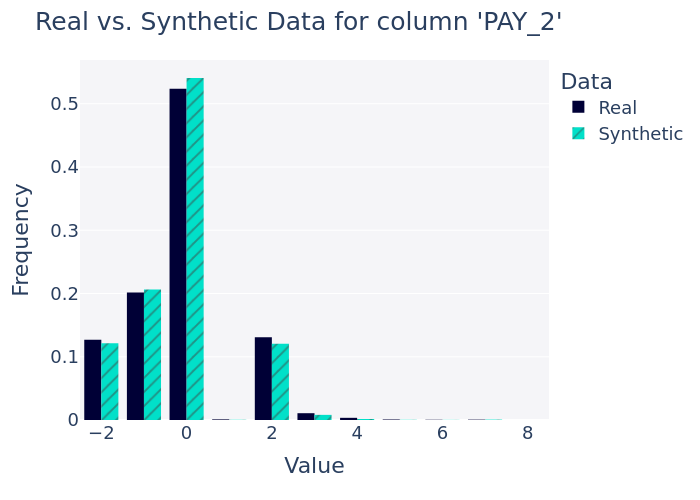 Real vs. Synthetic Data for column 'PAY_2'
Data
Real
Synthetic
Frequency
0.5
0.4
0.3
0.2
0.1
0
−2
0
2
4
6
8
Value